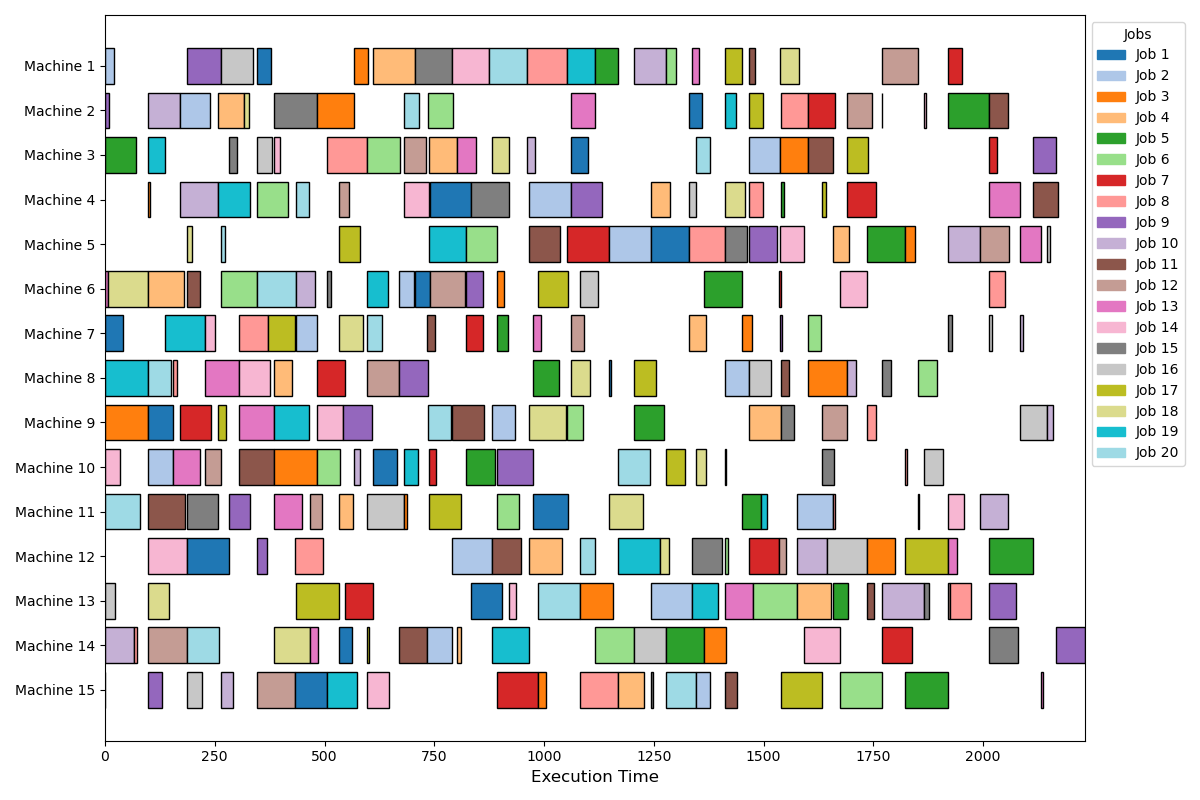 Machine 1
Machine 2
Machine 3
Machine 4
Machine 5
Machine 6
Machine 7
Machine 8
Machine 9
Machine 10
Machine 11
Machine 12
Machine 13
Machine 14
Machine 15
0 250 500 750 1000 1250 1500 1750 2000
Execution Time
Jobs
Job 1
Job 2
Job 3
Job 4
Job 5
Job 6
Job 7
Job 8
Job 9
Job 10
Job 11
Job 12
Job 13
Job 14
Job 15
Job 16
Job 17
Job 18
Job 19
Job 20